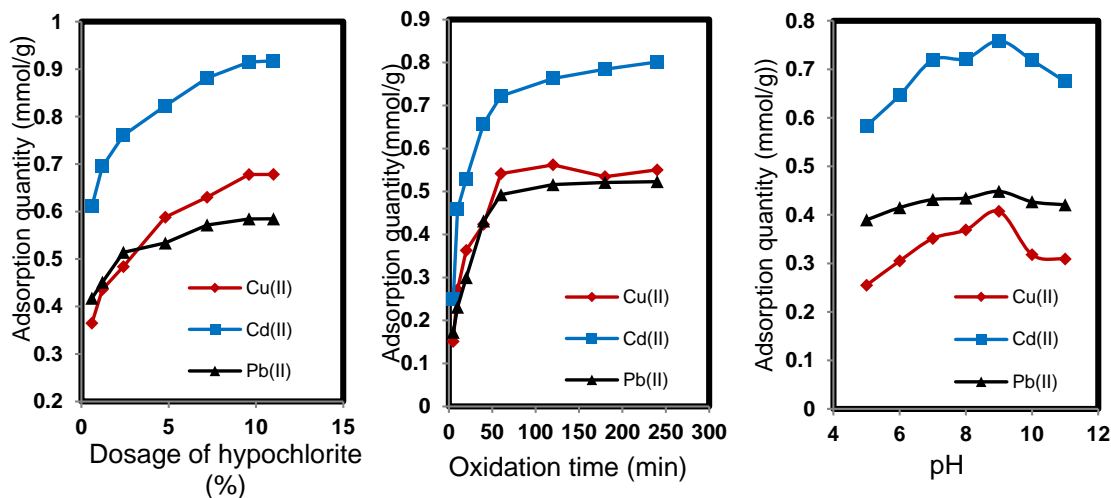 Adsorption quantity (mmol/g)
1
0.9
0.8
0.7
0.6
0.5
0.4
0.3
0.2
0
5
10
15
Cu(II)
Cd(II)
Pb(II)
Dosage of hypochlorite
(%)
Adsorption quantity(mmol/g)
0.9
0.8
0.7
0.6
0.5
0.4
0.3
0.2
0.1
0
0 50 100 150 200 250 300
Cu(II)
Cd(II)
Pb(II)
Oxidation time (min)
Adsorption quantity (mmol/g))
0.8
0.7
0.6
0.5
0.4
0.3
0.2
0.1
0
4 6 8 10 12
Cu(II)
Cd(II)
Pb(II)
pH